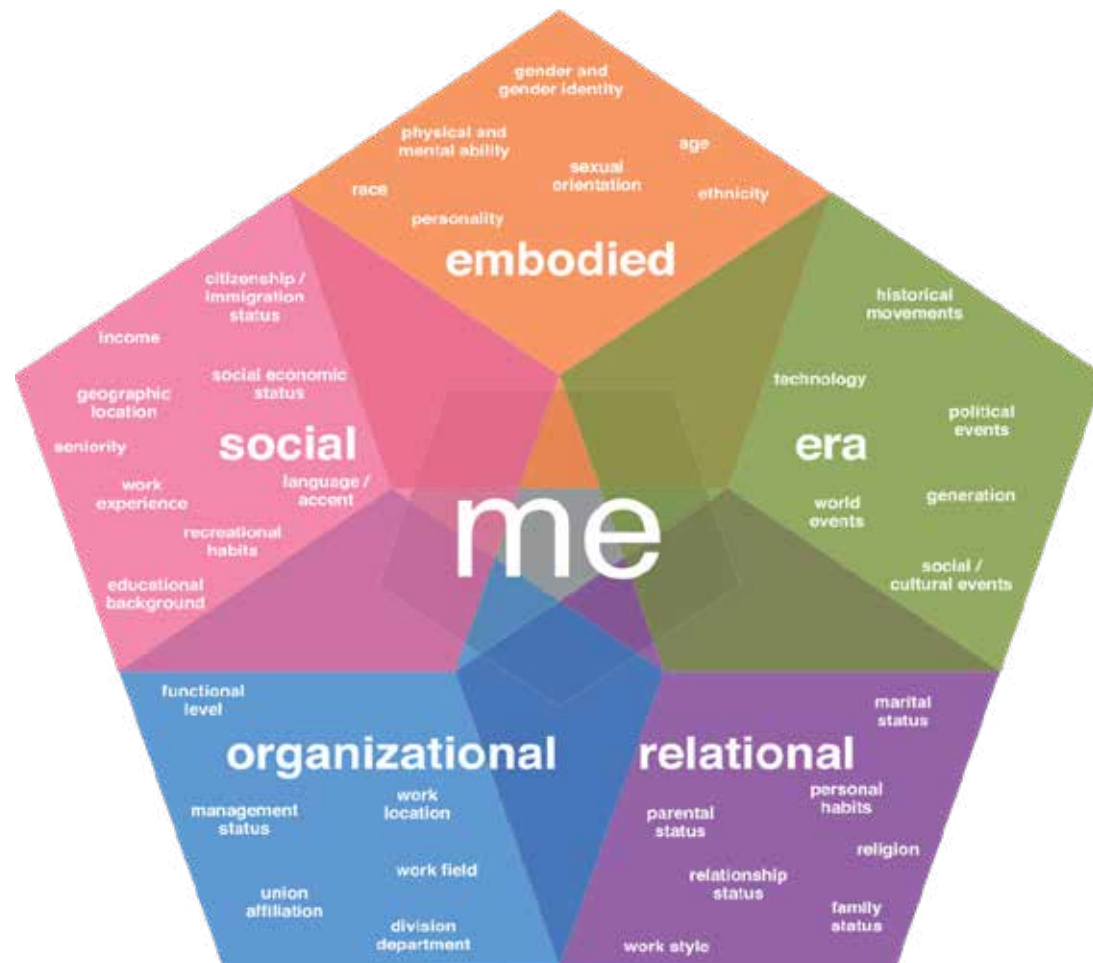 gender and
gender identity
physical and
mental ability
age
sexual
orientation
race
ethnicity
personality
embodied
citizenship /
immigration
status
income
social economic
status
geographic
location
seniority
social
language /
accent
work
experience
recreational
habits
educational
background
historical
movements
technology
political
events
era
generation
world
events
social /
cultural events
me
functional
level
organizational
work
location
management
status
work field
union
affiliation
division
department
marital
status
relational
personal
habits
parental
status
religion
relationship
status
family
status
work style